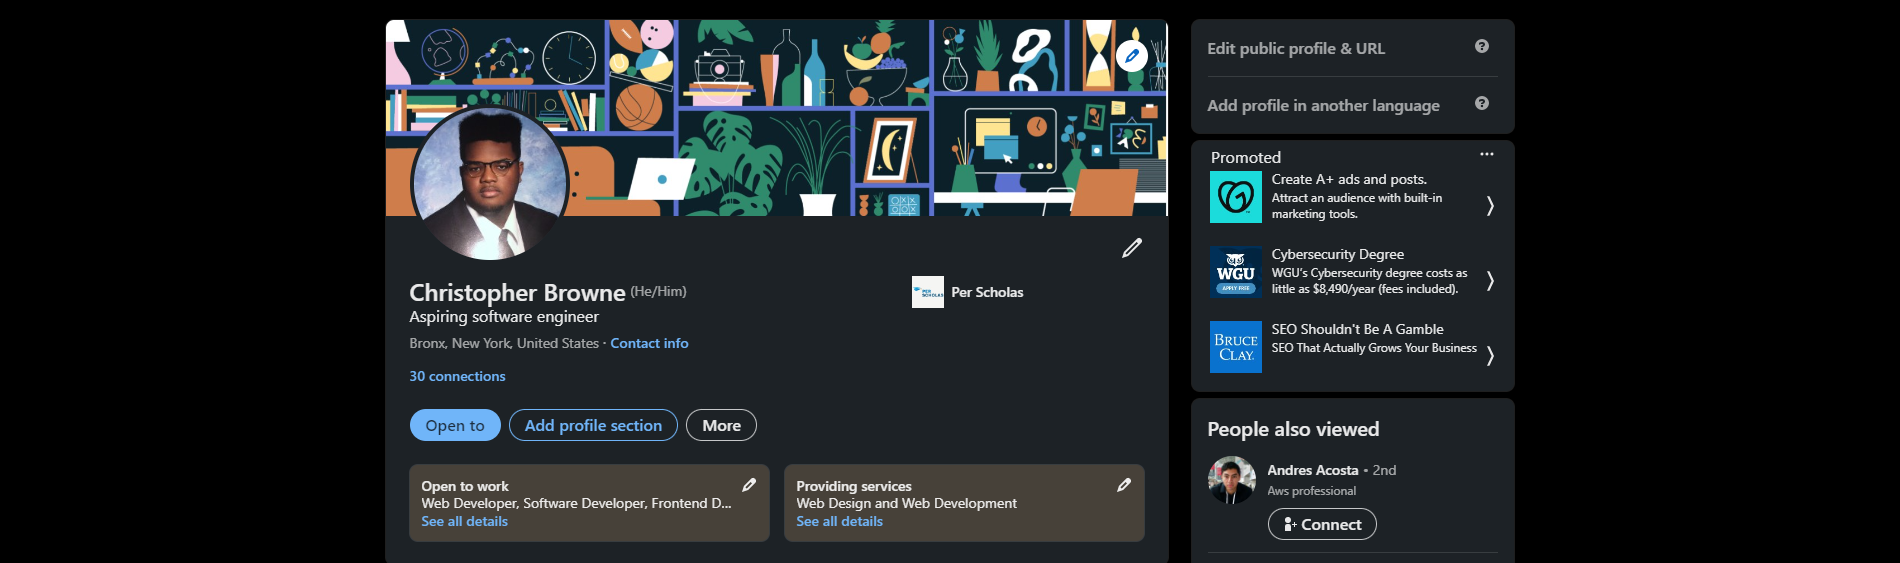 Christopher Browne (He/Him)
Aspiring software engineer
Bronx, New York, United States · Contact info
30 connections
PER SCHOLAS
Per Scholas
Open to
Add profile section
More
Open to work
Web Developer, Software Developer, Frontend D...
See all details
Providing services
Web Design and Web Development
See all details
Edit public profile & URL
?
Add profile in another language
?
Promoted
Create A+ ads and posts.
Attract an audience with built-in
marketing tools.
WGU
APPLY FREE
Cybersecurity Degree
WGU's Cybersecurity degree costs as
little as $8,490/year (fees included).
BRUCE
CLAY
SEO Shouldn't Be A Gamble
SEO That Actually Grows Your Business
People also viewed
Andres Acosta • 2nd
Aws professional
Connect